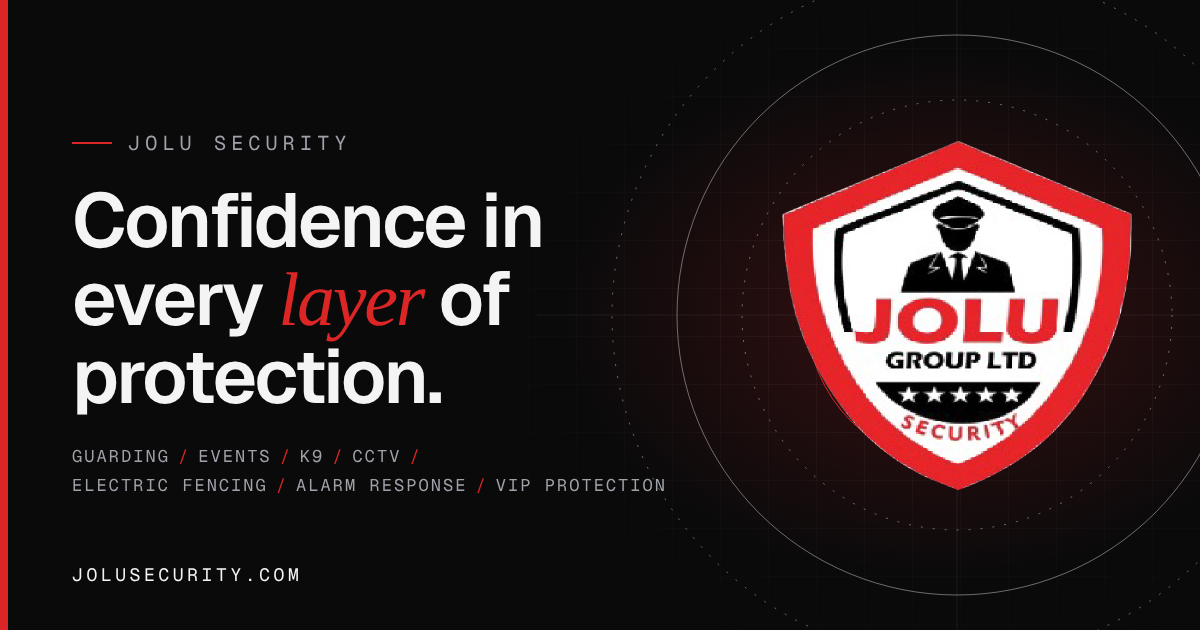 JOLU SECURITY
Confidence in
every layer of
protection.
GUARDING / EVENTS / K9 / CCTV /
ELECTRIC FENCING / ALARM RESPONSE / VIP PROTECTION
JOLUSECURITY.COM
JOLU
GROUP LTD
SECURITY